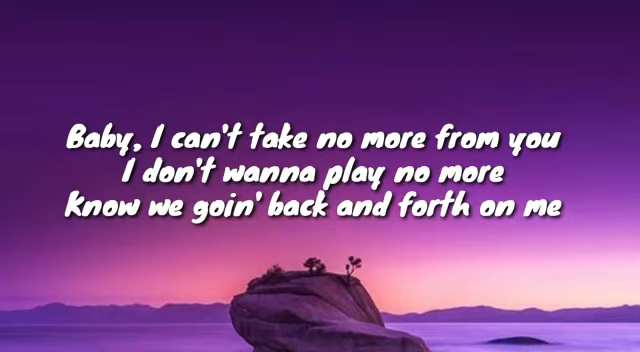 Baby, I can't take no more from you
I don't wanna play no more
Know we goin' back and forth on me